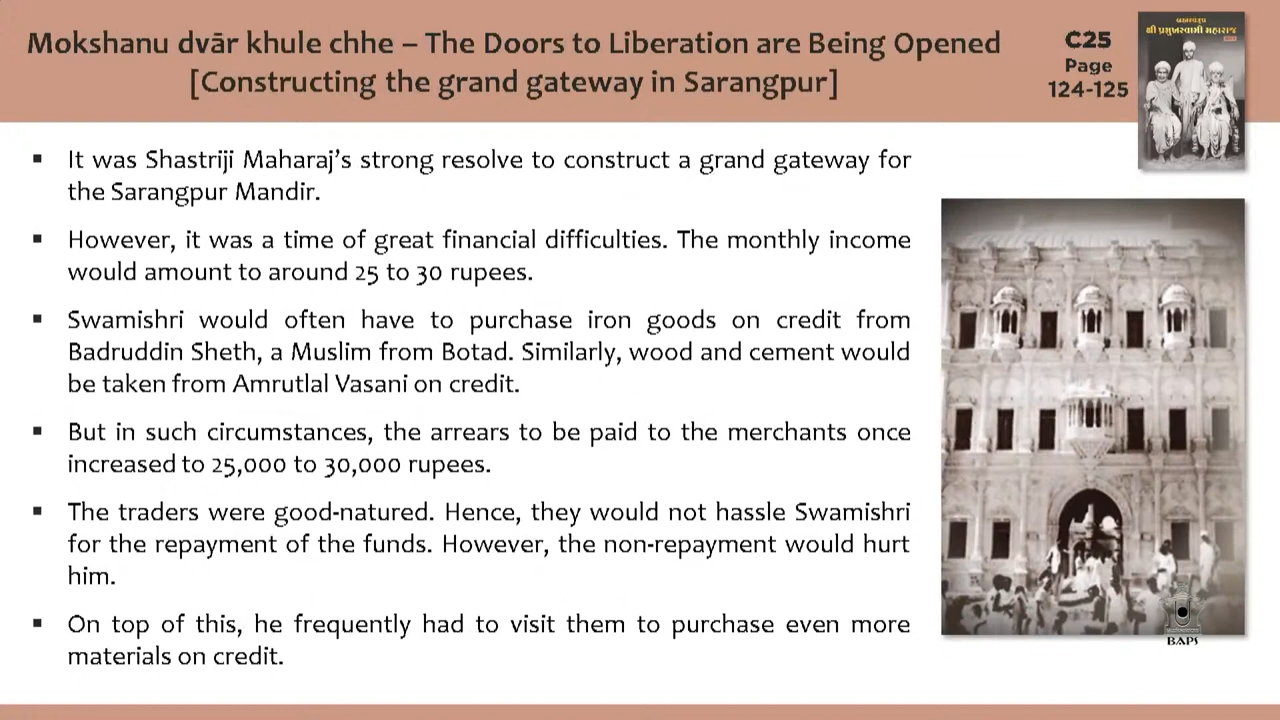 Mokshanu dvār khule chhe – The Doors to Liberation are Being Opened
[Constructing the grand gateway in Sarangpur]
C25
Page
124-125
બ્રહ્મસ્વરૂપ
શ્રી પ્રમુખસ્વામી મહારાજ
▪ It was Shastriji Maharaj’s strong resolve to construct a grand gateway for
the Sarangpur Mandir.
▪ However, it was a time of great financial difficulties. The monthly income
would amount to around 25 to 30 rupees.
▪ Swamishri would often have to purchase iron goods on credit from
Badruddin Sheth, a Muslim from Botad. Similarly, wood and cement would
be taken from Amrutlal Vasani on credit.
▪ But in such circumstances, the arrears to be paid to the merchants once
increased to 25,000 to 30,000 rupees.
▪ The traders were good-natured. Hence, they would not hassle Swamishri
for the repayment of the funds. However, the non-repayment would hurt
him.
▪ On top of this, he frequently had to visit them to purchase even more
materials on credit.
BAPS